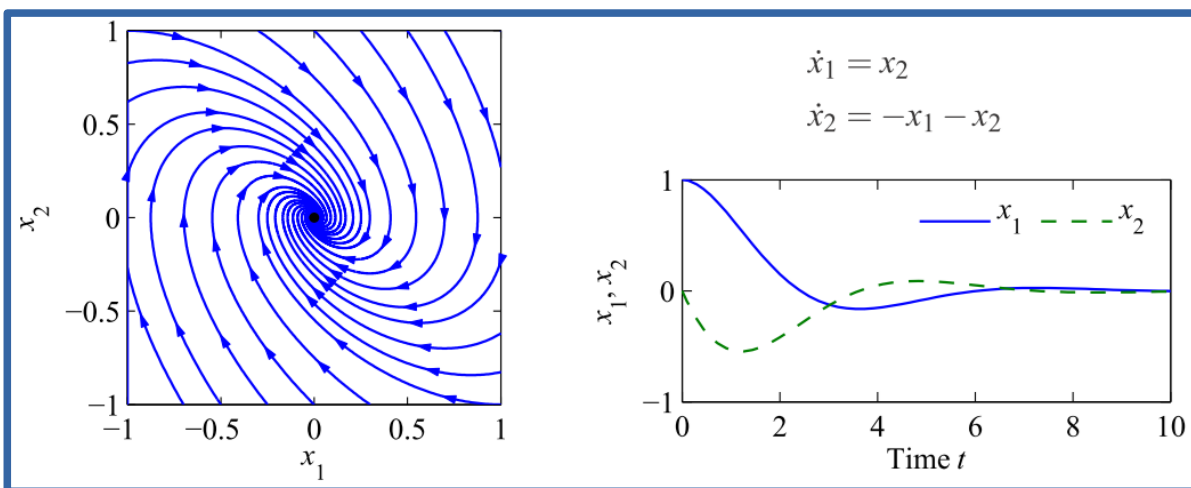 1
0.5
0
−0.5
−1
x₂
−1
−0.5
0
0.5
1
x₁
ẋ₁ = x₂
ẋ₂ = −x₁ − x₂
1
0
−1
x₁, x₂
x₁
x₂
0
2
4
6
8
10
Time t